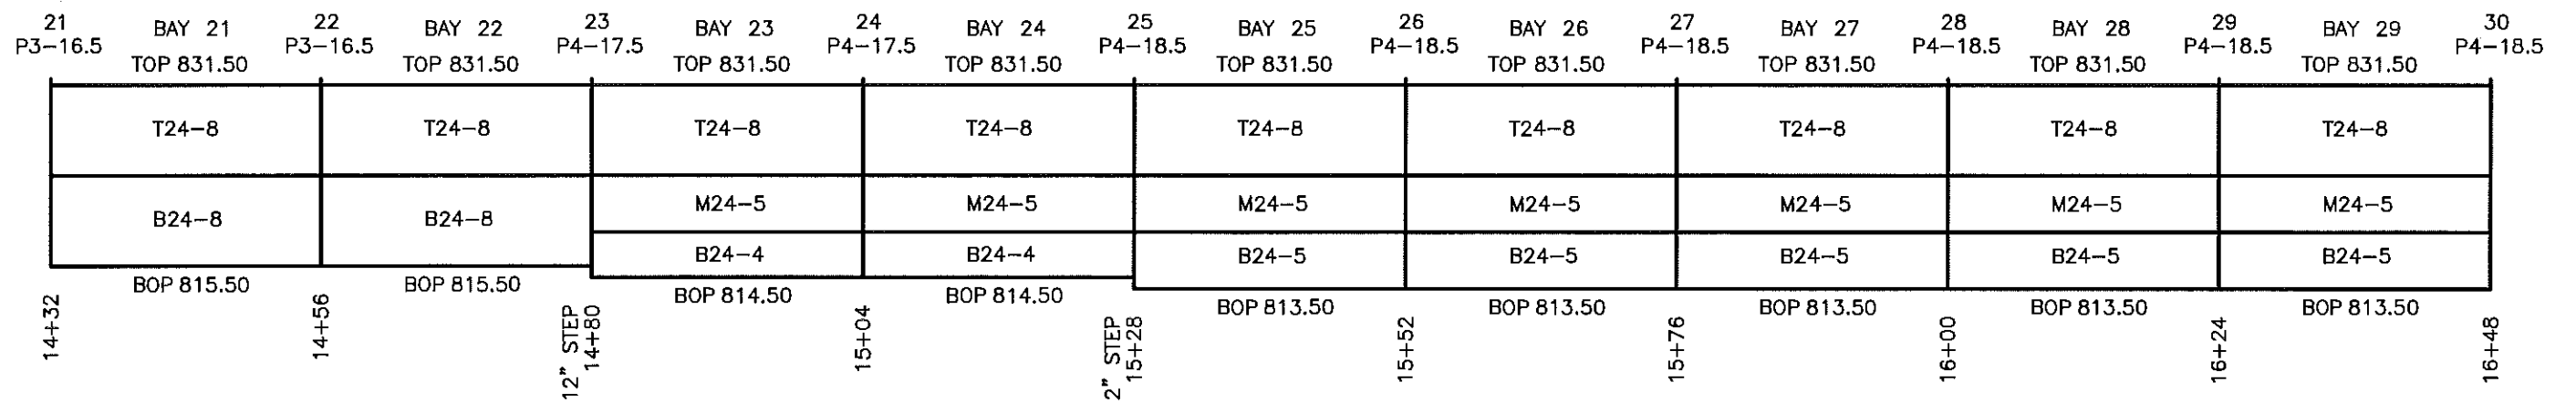 21 BAY 21 22 BAY 22 23 BAY 23 24 BAY 24 25 BAY 25 26 BAY 26 27 BAY 27 28 BAY 28 29 BAY 29 30
P3-16.5 P3-16.5 P4-17.5 P4-17.5 P4-18.5 P4-18.5 P4-18.5 P4-18.5 P4-18.5 P4-18.5
TOP 831.50 TOP 831.50 TOP 831.50 TOP 831.50 TOP 831.50 TOP 831.50 TOP 831.50 TOP 831.50 TOP 831.50
T24-8 T24-8 T24-8 T24-8 T24-8 T24-8 T24-8 T24-8 T24-8
B24-8 B24-8 M24-5 M24-5 M24-5 M24-5 M24-5 M24-5 M24-5
B24-4 B24-4 B24-5 B24-5 B24-5 B24-5 B24-5
BOP 815.50 BOP 815.50 BOP 814.50 BOP 814.50 BOP 813.50 BOP 813.50 BOP 813.50 BOP 813.50 BOP 813.50
14+32
14+56
12" STEP
14+80
15+04
2" STEP
15+28
15+52
15+76
16+00
16+24
16+48